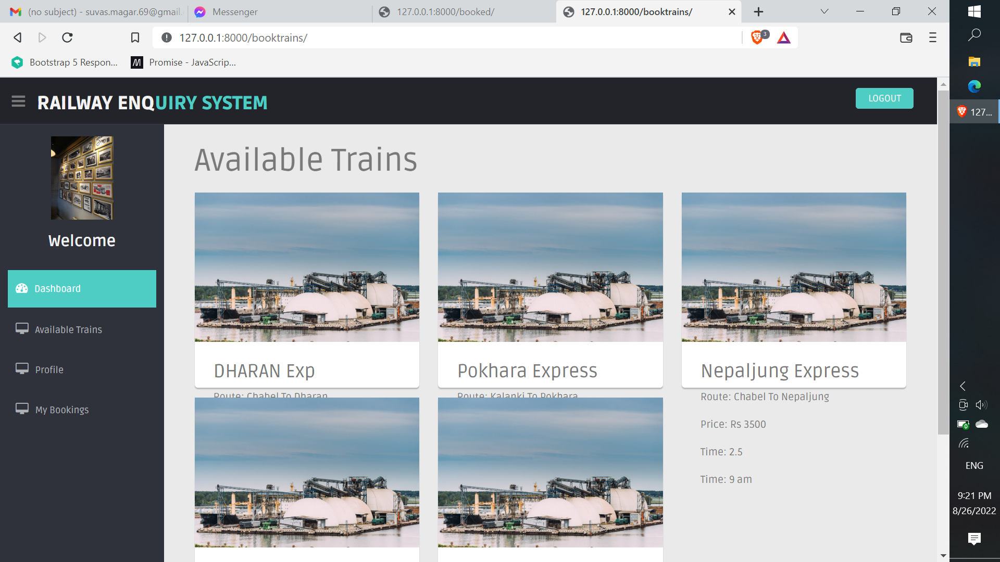 (no subject) - suvas.magar.69@gmail.
Messenger
127.0.0.1:8000/booked/
127.0.0.1:8000/booktrains/
127.0.0.1:8000/booktrains/
3
Bootstrap 5 Respon...
Promise - JavaScrip...
RAILWAY ENQUIRY SYSTEM
LOGOUT
127...
Welcome
Dashboard
Available Trains
Profile
My Bookings
Available Trains
DHARAN Exp
Pokhara Express
Nepaljung Express
Route: Chabel To Dharan
Route: Kalanki To Pokhara
Route: Chabel To Nepaljung
Price: Rs 3500
Time: 2.5
Time: 9 am
ENG
9:21 PM
8/26/2022